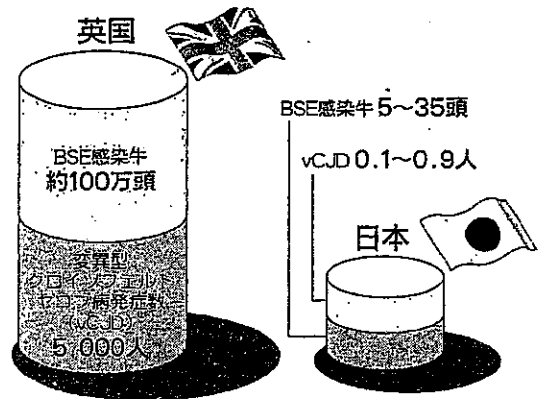 英国
BSE感染牛
約100万頭
変異型
クロイツフェルト
ヤコブ病発症数
(vCJD)
5,000人
BSE感染牛 5〜35頭
vCJD 0.1〜0.9人
日本